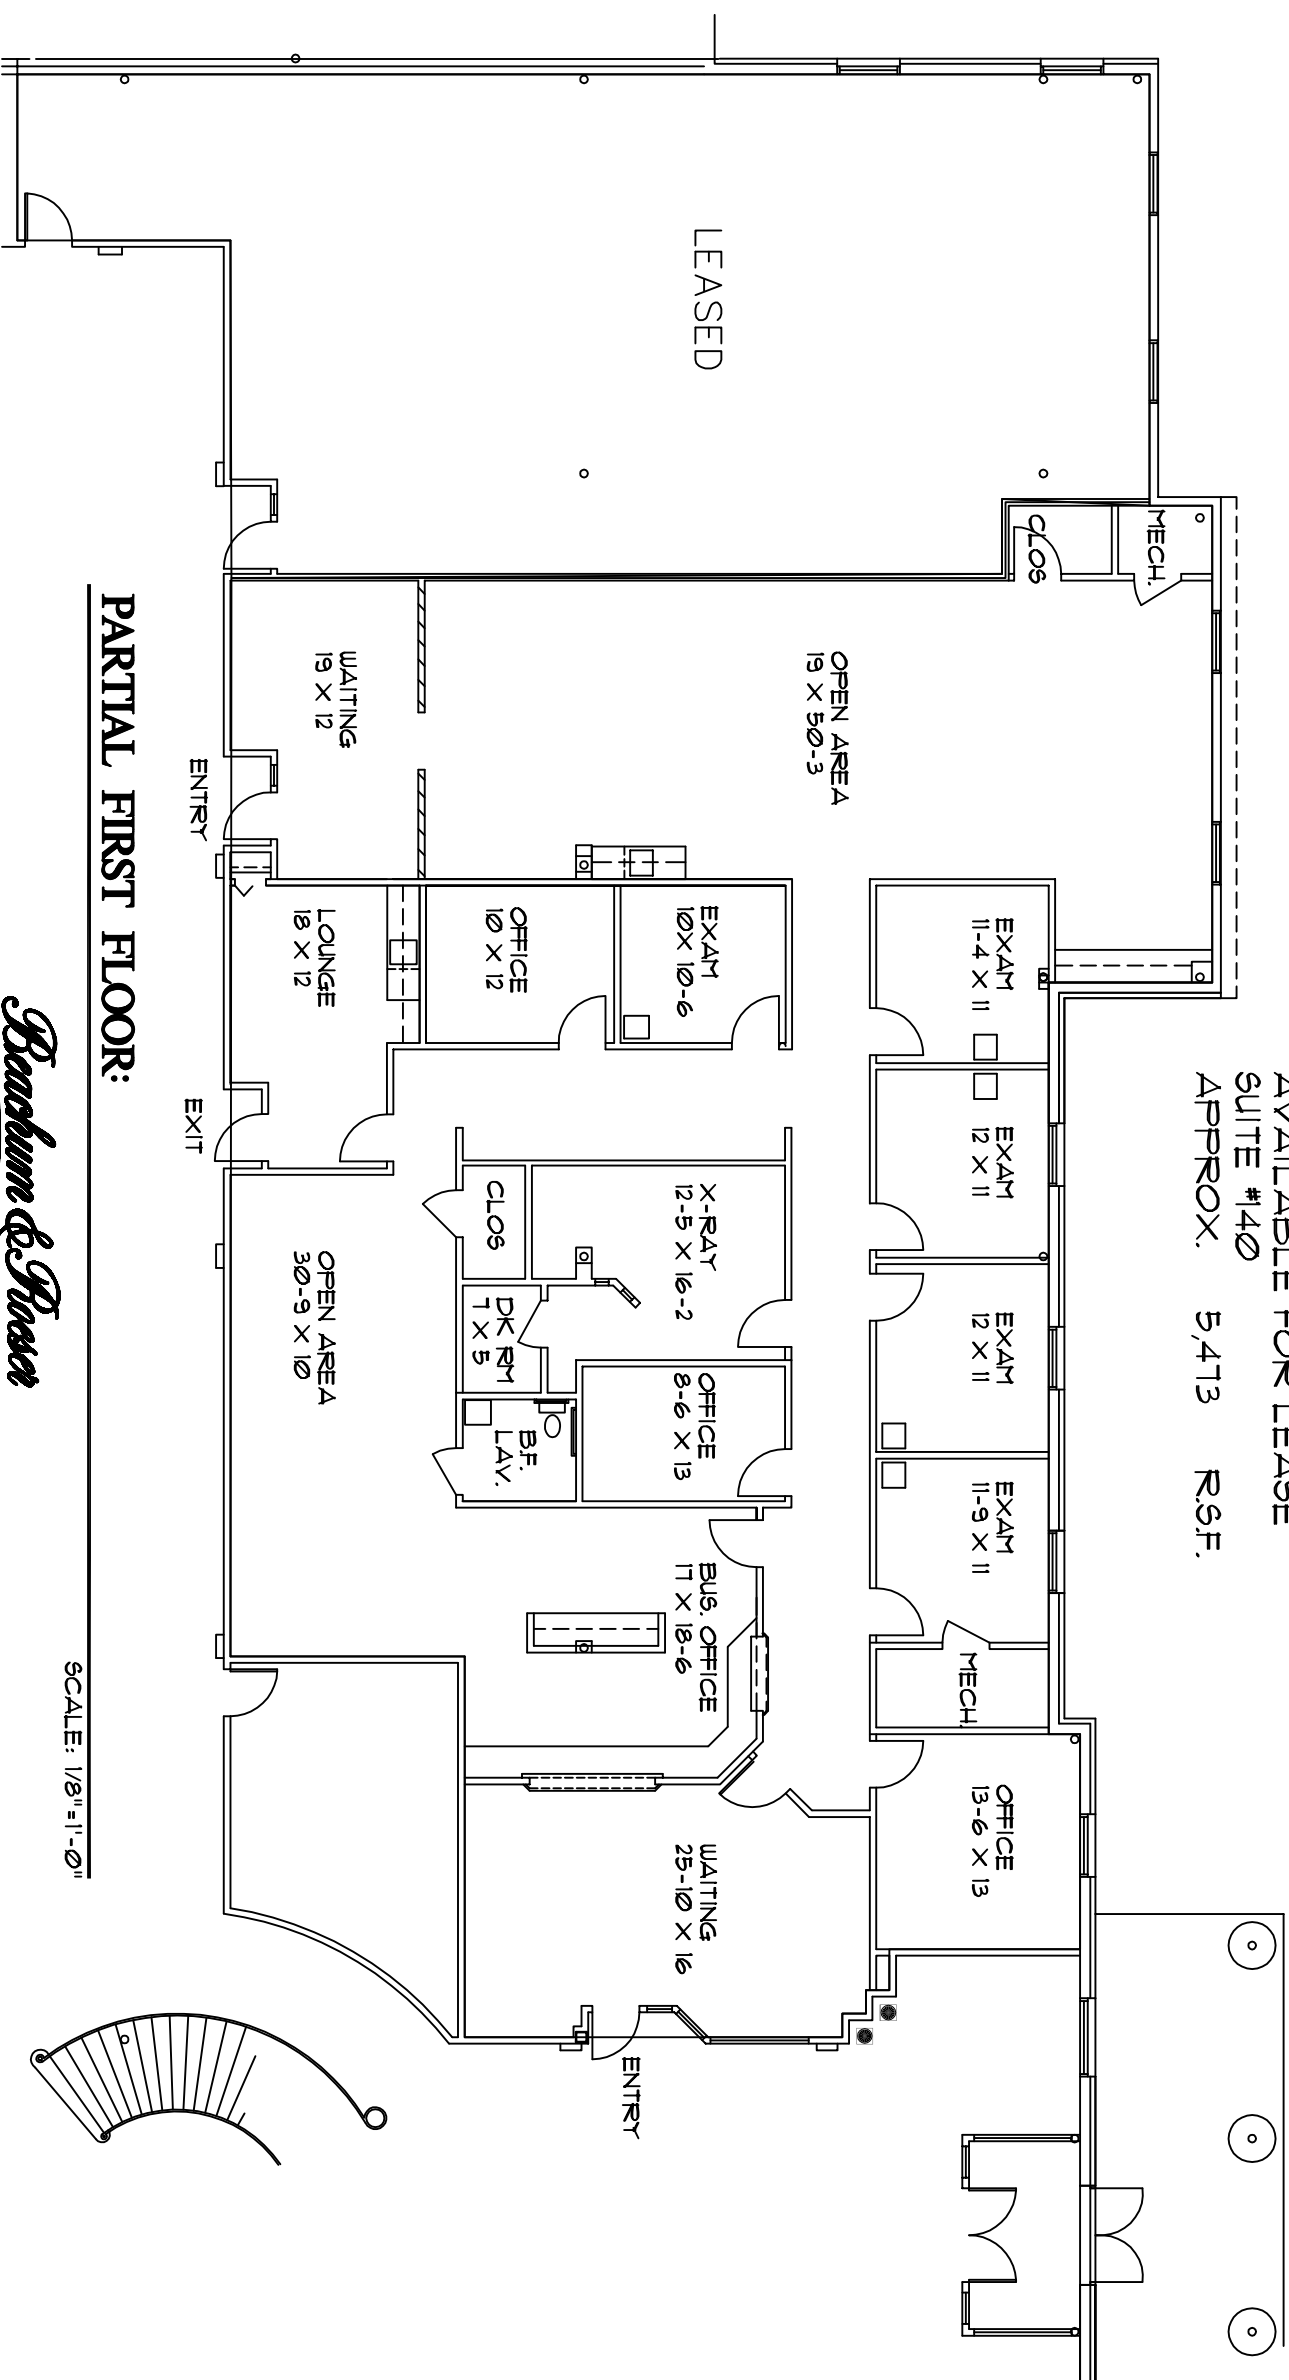 AVAILABLE FOR LEASE
SUITE #140
APPROX. 5,473 R.S.F.
LEASED
MECH.
CLOS
OPEN AREA
19 X 50-3
WAITING
19 X 12
ENTRY
EXAM
11-4 X 11
EXAM
12 X 11
EXAM
12 X 11
EXAM
11-9 X 11
MECH.
OFFICE
13-6 X 13
EXAM
10X 10-6
OFFICE
10 X 12
LOUNGE
18 X 12
EXIT
X-RAY
12-5 X 16-2
CLOS
DK RM
7 X 5
OFFICE
8-6 X 13
B.F.
LAV.
OPEN AREA
30-9 X 10
BUS. OFFICE
17 X 18-6
WAITING
25-10 X 16
ENTRY
PARTIAL FIRST FLOOR:
SCALE: 1/8"=1'-0"
Beachum & Roeser